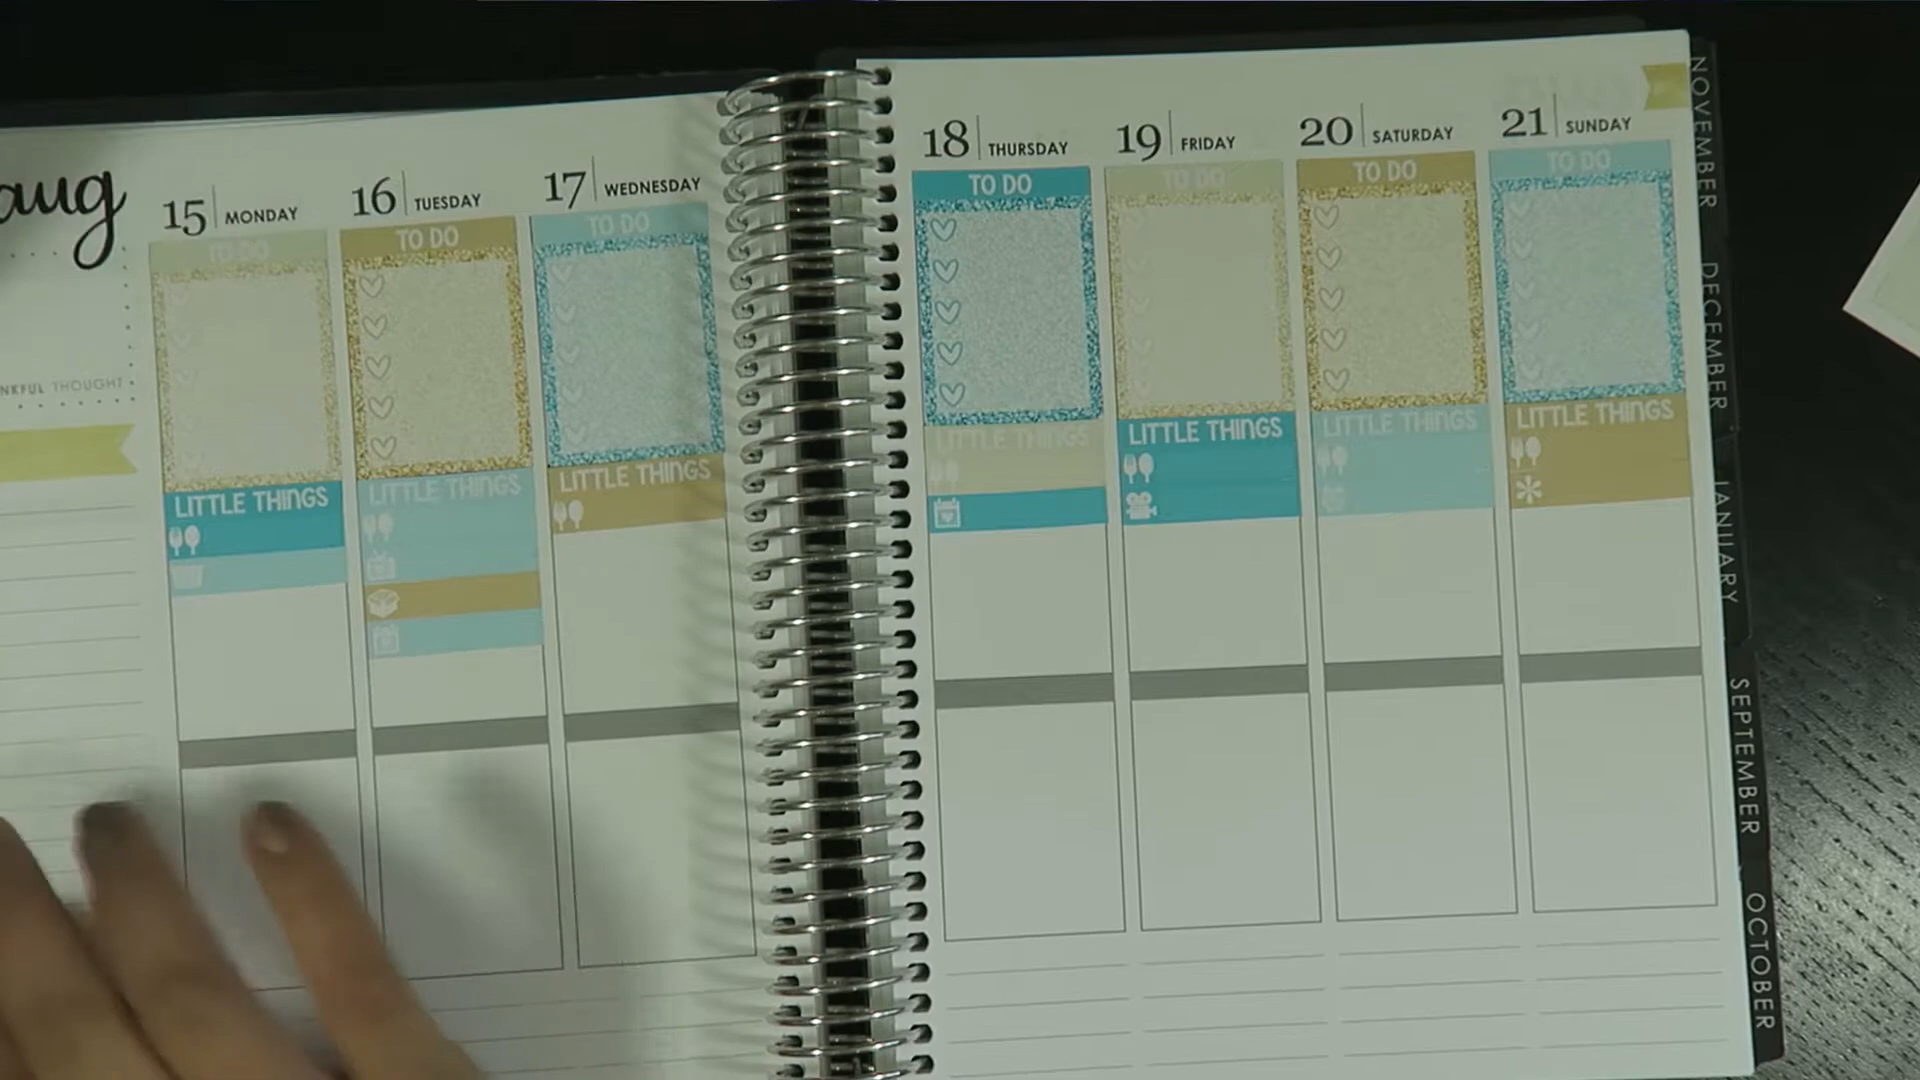 aug
NKFUL THOUGHT
15 MONDAY
TO DO
LITTLE THINGS
16 TUESDAY
TO DO
LITTLE THINGS
17 WEDNESDAY
TO DO
LITTLE THINGS
18 THURSDAY
TO DO
LITTLE THINGS
19 FRIDAY
TO DO
LITTLE THINGS
20 SATURDAY
TO DO
LITTLE THINGS
21 SUNDAY
TO DO
LITTLE THINGS
NOVEMBER
DECEMBER
JANUARY
SEPTEMBER
OCTOBER